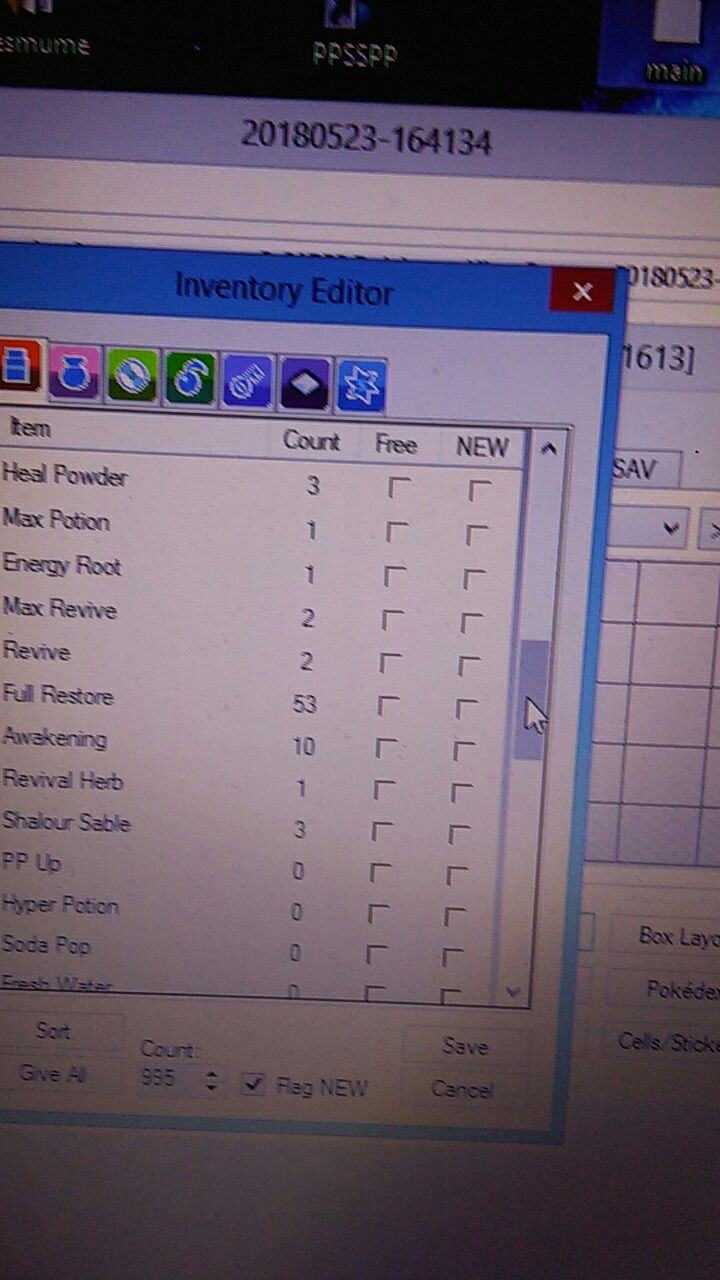 esmume
PPSSPP
main
20180523-164134
20180523-
Inventory Editor
1613]
SAV
Item Count Free NEW
Heal Powder 3
Max Potion 1
Energy Root 1
Max Revive 2
Revive 2
Full Restore 53
Awakening 10
Revival Herb 1
Shalour Sable 3
PP Up 0
Hyper Potion 0
Soda Pop 0
Fresh Water 0
Sort
Give All
Count:
995
Flag NEW
Save
Cancel
Box Layo
Pokédex
Cells/Sticke